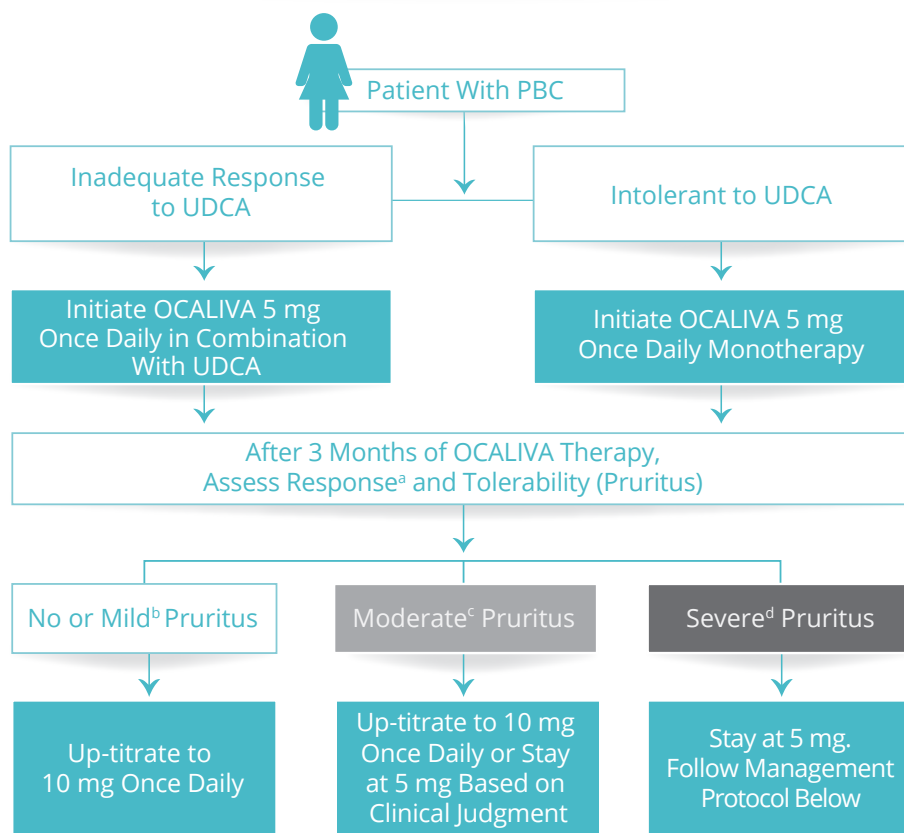 Patient With PBC
Inadequate Response
to UDCA
Intolerant to UDCA
Initiate OCALIVA 5 mg
Once Daily in Combination
With UDCA
Initiate OCALIVA 5 mg
Once Daily Monotherapy
After 3 Months of OCALIVA Therapy,
Assess Responseᵃ and Tolerability (Pruritus)
No or Mildᵇ Pruritus
Moderateᶜ Pruritus
Severeᵈ Pruritus
Up-titrate to
10 mg Once Daily
Up-titrate to 10 mg
Once Daily or Stay
at 5 mg Based on
Clinical Judgment
Stay at 5 mg.
Follow Management
Protocol Below